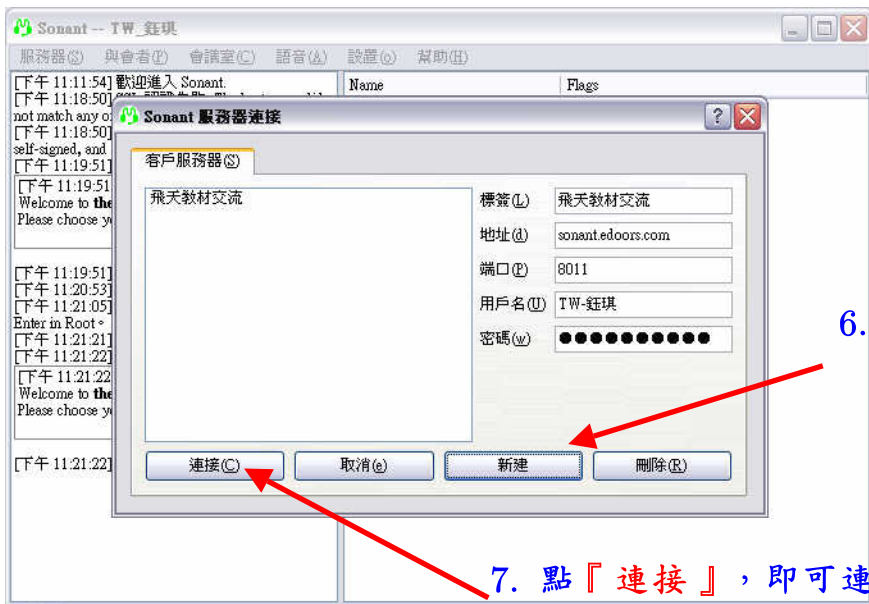 Sonant -- TW_鈺琪
服務器(S) 與會者(P) 會議室(C) 語音(A) 設置(o) 幫助(H)
[下午 11:11:54] 歡迎進入 Sonant.
Name Flags
[下午 11:18:50]
not match any o
[下午 11:18:50]
self-signed, and
[下午 11:19:51]
[下午 11:19:51
Welcome to the
Please choose y
[下午 11:19:51]
[下午 11:20:53]
[下午 11:21:05]
Enter in Root。
[下午 11:21:21]
[下午 11:21:22]
[下午 11:21:22
Welcome to the
Please choose y
[下午 11:21:22]
Sonant 服務器連接
客戶服務器(S)
飛天教材交流
標簽(L) 飛天教材交流
地址(d) sonant.edoors.com
端口(P) 8011
用戶名(U) TW-鈺琪
密碼(w) ●●●●●●●●●●
連接(C) 取消(e) 新建 刪除(R)
6.
7. 點『連接』，即可連